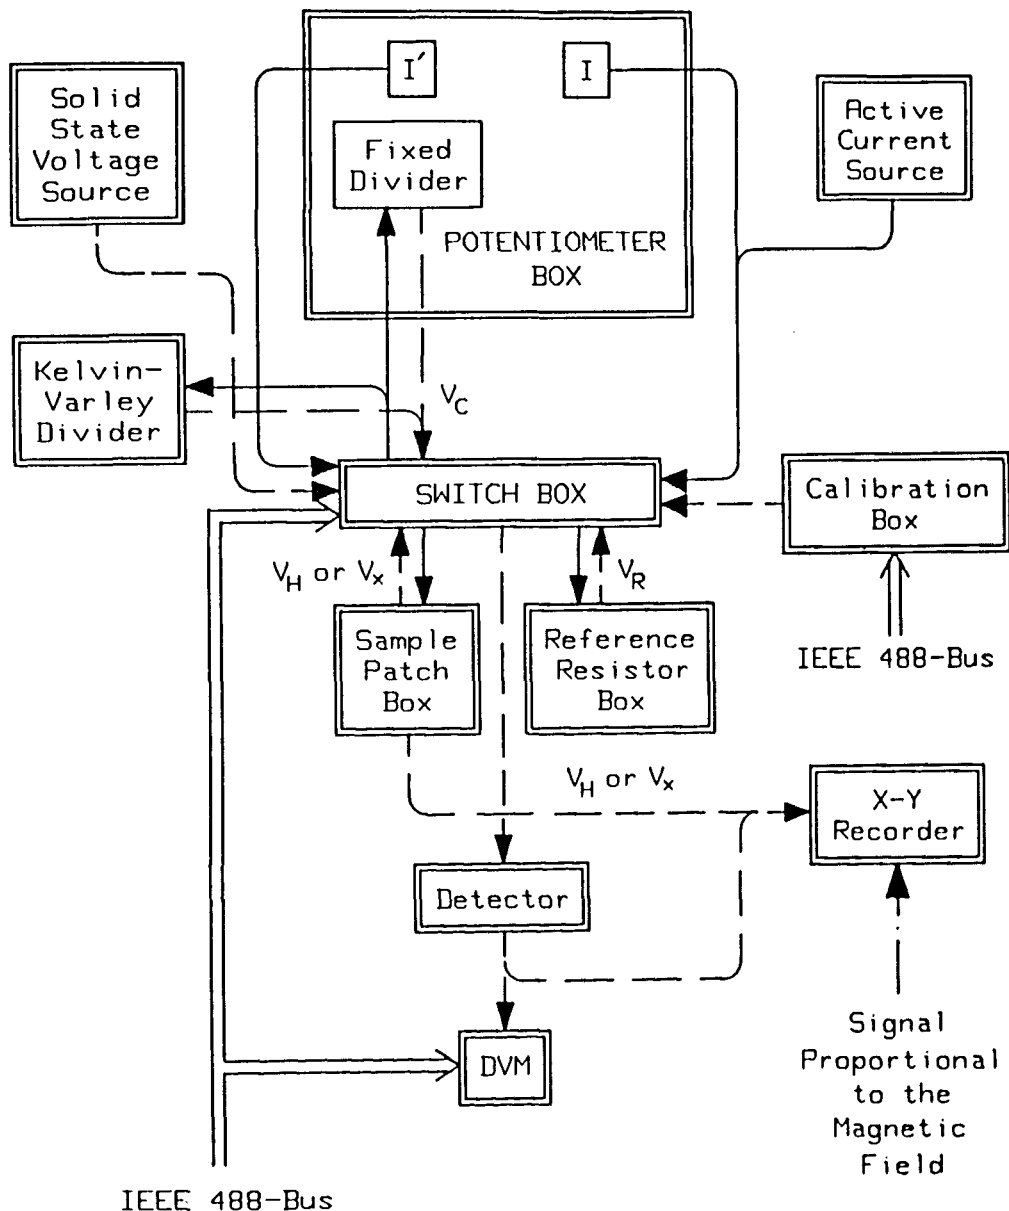 I′
I
Solid
State
Voltage
Source
Fixed
Divider
Active
Current
Source
POTENTIOMETER
BOX
Kelvin-
Varley
Divider
V_C
SWITCH BOX
Calibration
Box
V_H or V_x
V_R
Sample
Patch
Box
Reference
Resistor
Box
IEEE 488-Bus
V_H or V_x
X-Y
Recorder
Detector
DVM
Signal
Proportional
to the
Magnetic
Field
IEEE 488-Bus